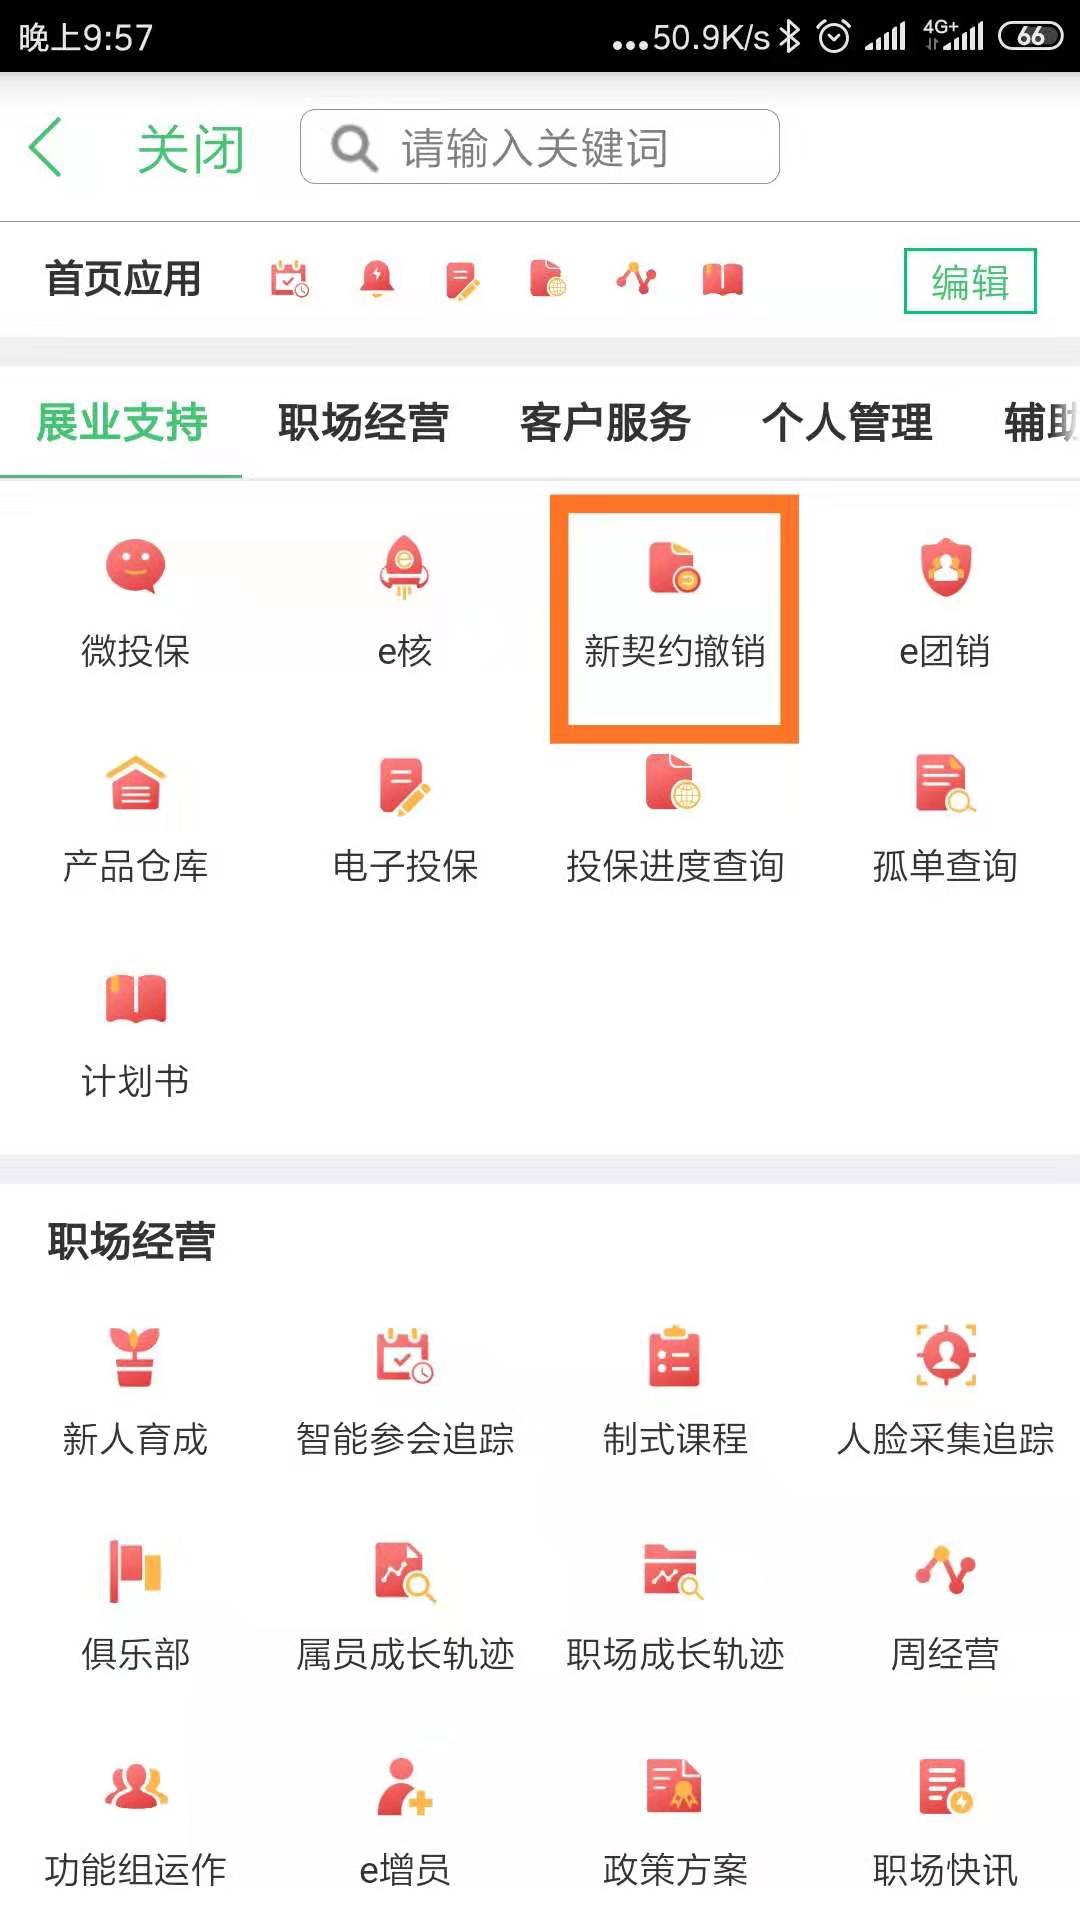 晚上9:57
...50.9K/s 4G+ 66
关闭 请输入关键词
首页应用 编辑
展业支持 职场经营 客户服务 个人管理 辅助
微投保 e核 新契约撤销 e团销
产品仓库 电子投保 投保进度查询 孤单查询
计划书
职场经营
新人育成 智能参会追踪 制式课程 人脸采集追踪
俱乐部 属员成长轨迹 职场成长轨迹 周经营
功能组运作 e增员 政策方案 职场快讯